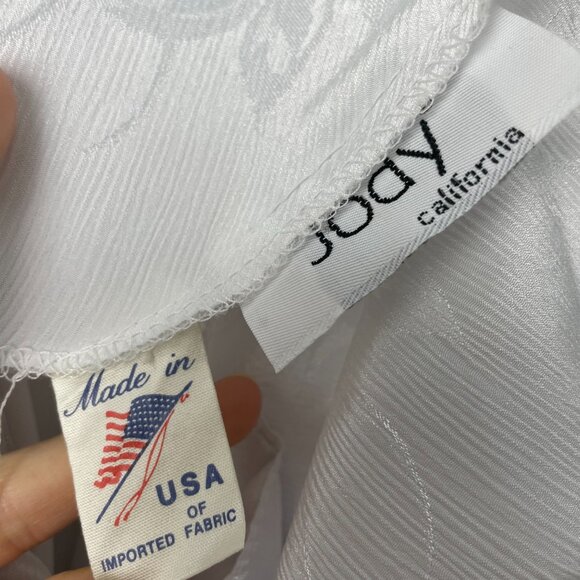 Jody
california
Made in
USA
OF
IMPORTED FABRIC